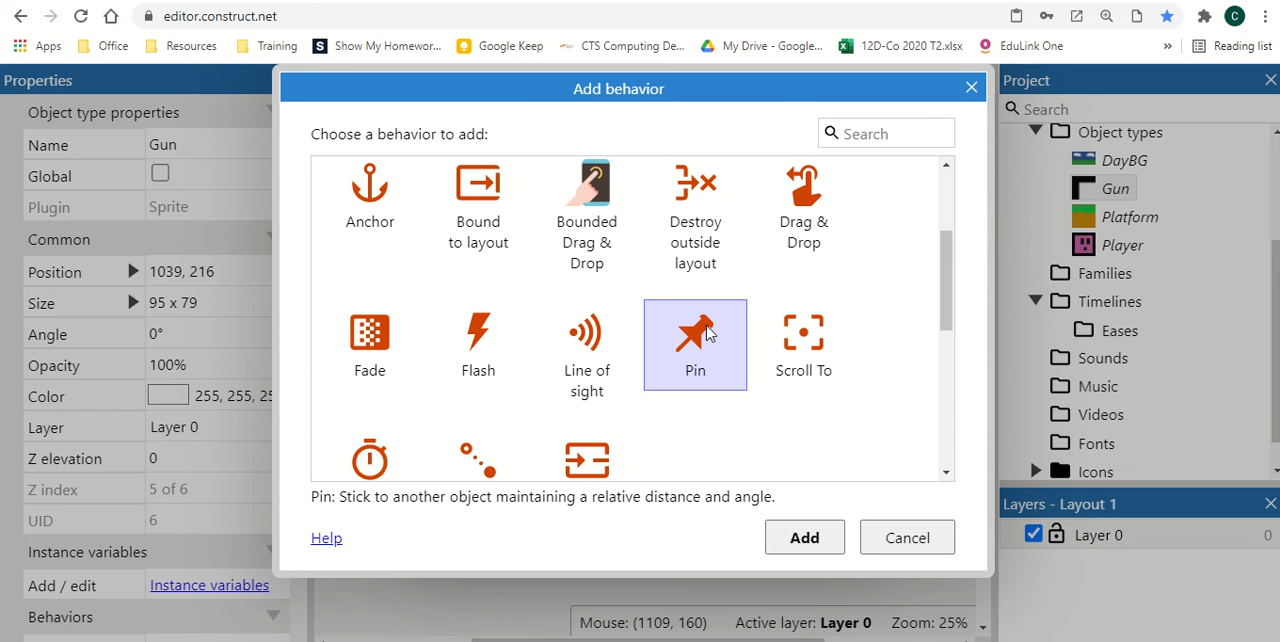 editor.construct.net
C
Apps Office Resources Training S Show My Homewor... Google Keep CTS Computing De... My Drive - Google... 12D-Co 2020 T2.xlsx EduLink One » Reading list
Properties
Object type properties
Name Gun
Global
Plugin Sprite
Common
Position 1039, 216
Size 95 x 79
Angle 0°
Opacity 100%
Color 255, 255, 25
Layer Layer 0
Z elevation 0
Z index 5 of 6
UID 6
Instance variables
Add / edit Instance variables
Behaviors
Add behavior
Choose a behavior to add:
Search
Anchor
Bound
to layout
Bounded
Drag &
Drop
Destroy
outside
layout
Drag &
Drop
Fade
Flash
Line of
sight
Pin
Scroll To
Pin: Stick to another object maintaining a relative distance and angle.
Help
Add
Cancel
Mouse: (1109, 160) Active layer: Layer 0 Zoom: 25%
Project
Search
Object types
DayBG
Gun
Platform
Player
Families
Timelines
Eases
Sounds
Music
Videos
Fonts
Icons
Layers - Layout 1
Layer 0 0